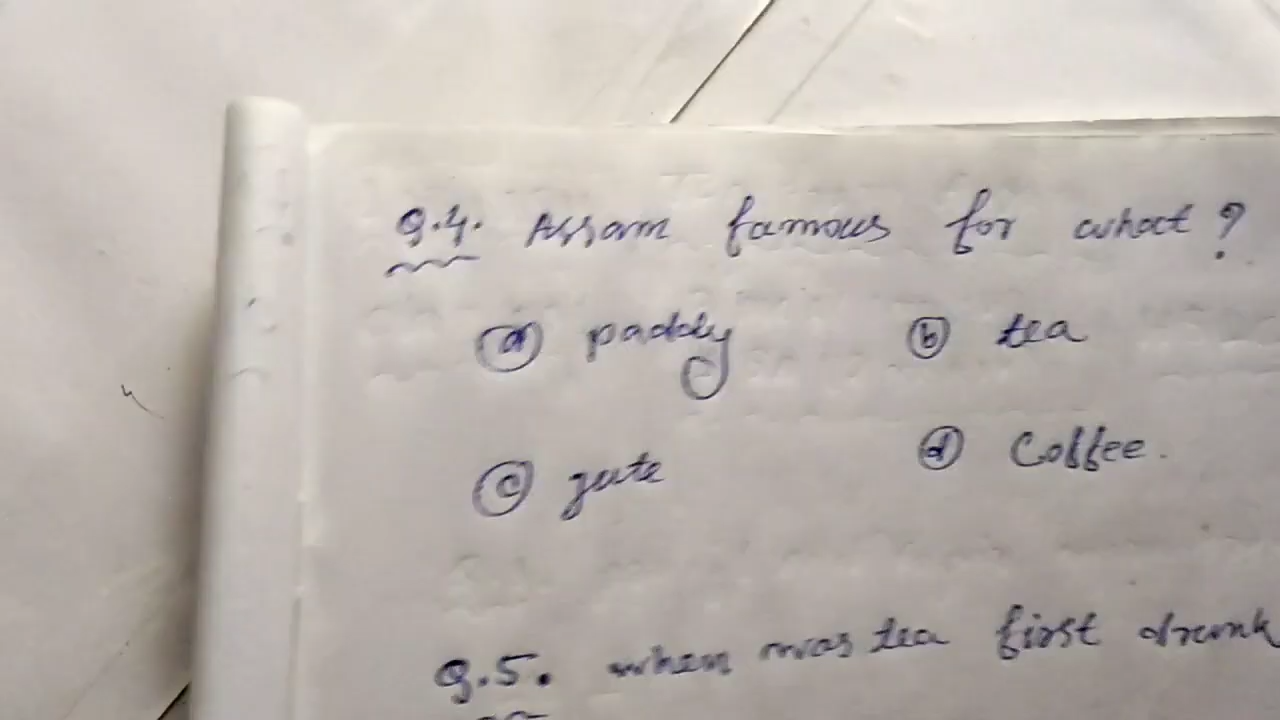 Q.4. Assam famous for what?
(a) paddy (b) tea
(c) jute (d) Coffee.
Q.5. when was tea first drunk